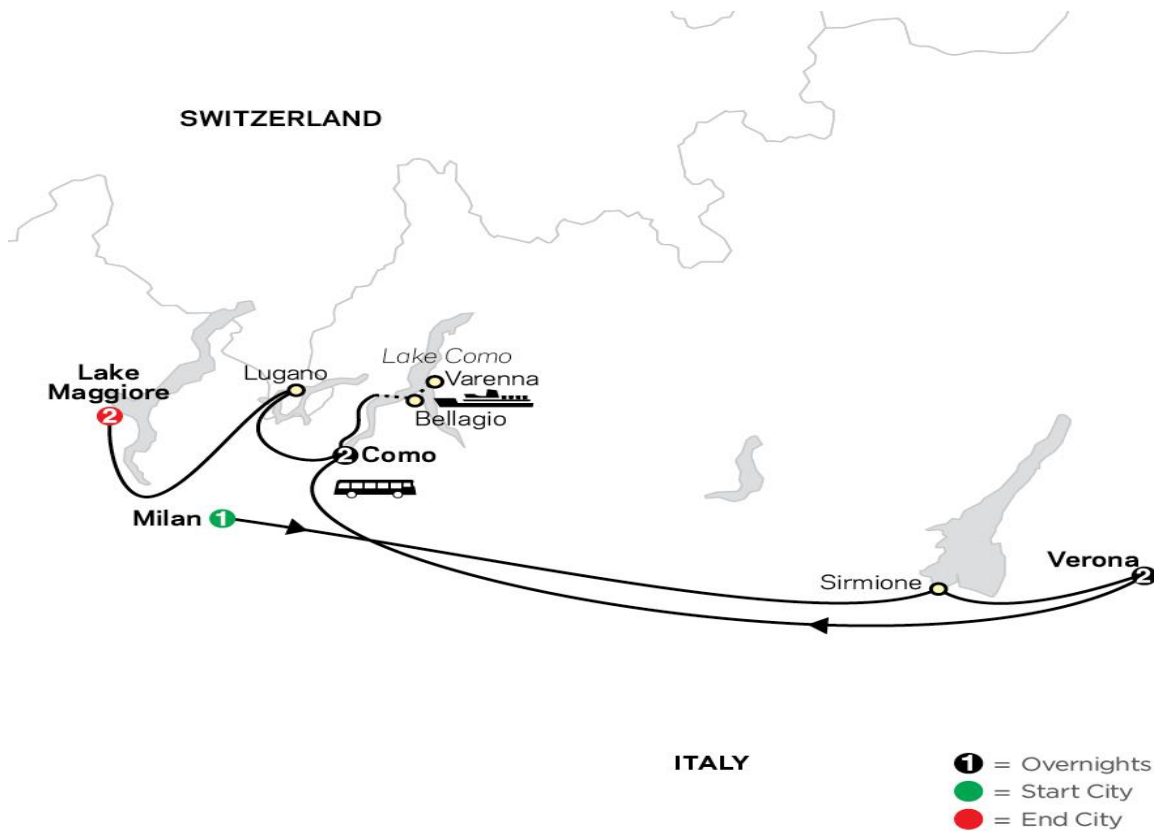 SWITZERLAND
Lake Como
Lake
Maggiore
2
Lugano
Varenna
Bellagio
2 Como
Milan 1
Sirmione
Verona
2
ITALY
1 = Overnights
= Start City
= End City